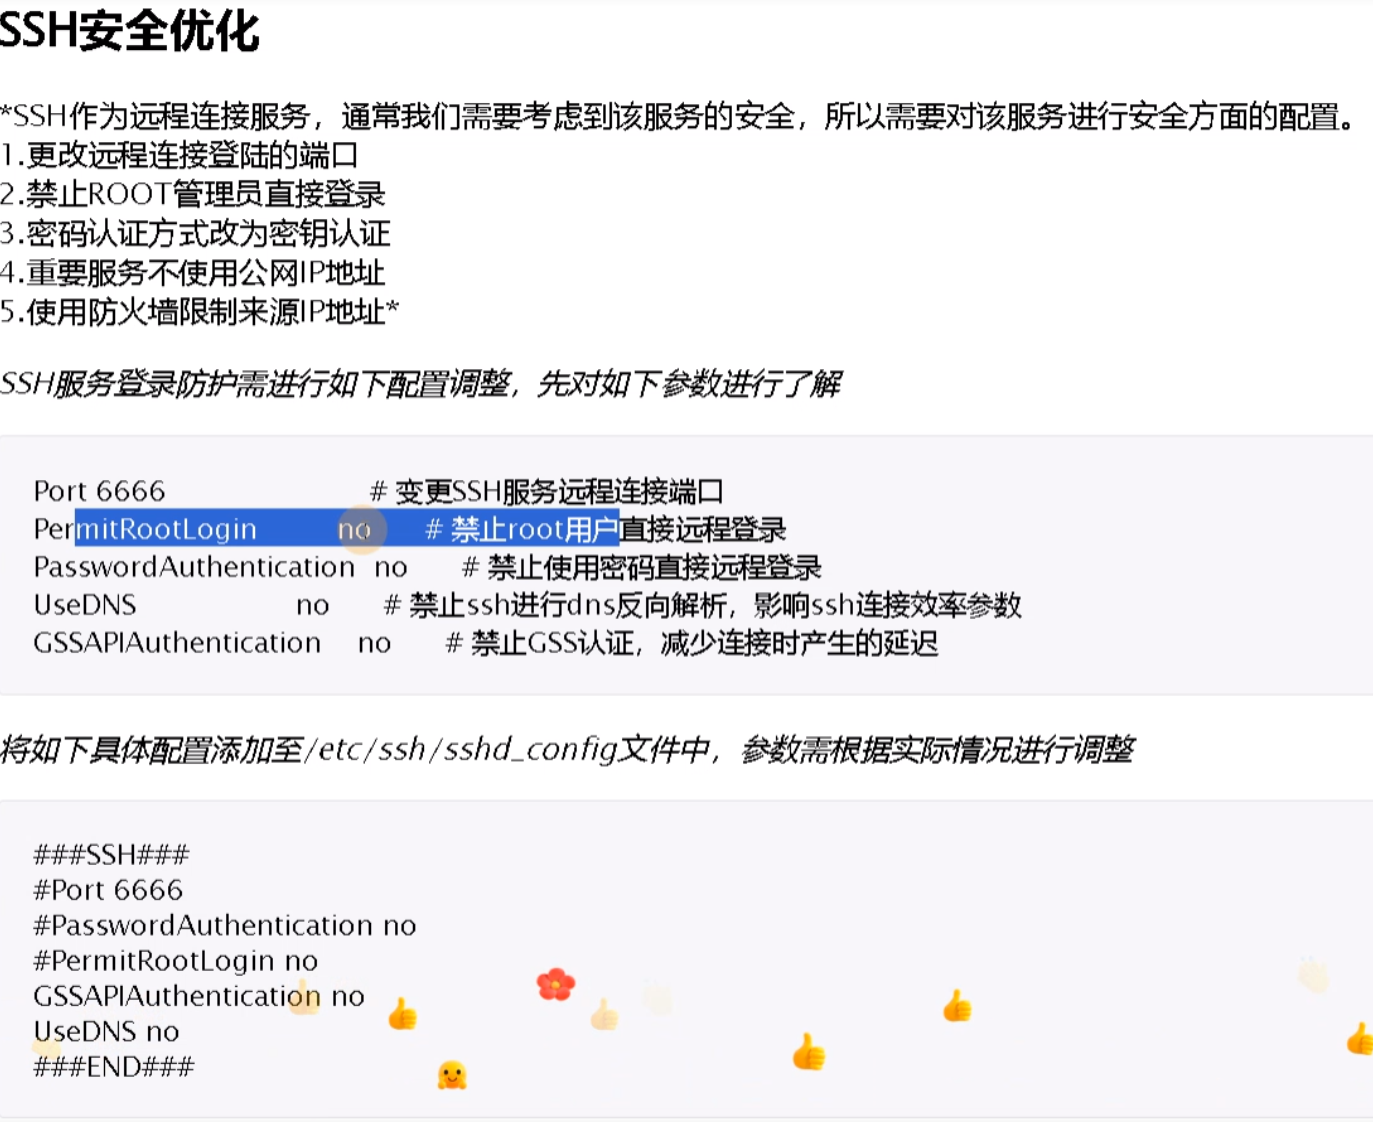 SSH安全优化
*SSH作为远程连接服务，通常我们需要考虑到该服务的安全，所以需要对该服务进行安全方面的配置。
1.更改远程连接登陆的端口
2.禁止ROOT管理员直接登录
3.密码认证方式改为密钥认证
4.重要服务不使用公网IP地址
5.使用防火墙限制来源IP地址*
SSH服务登录防护需进行如下配置调整，先对如下参数进行了解
Port 6666 # 变更SSH服务远程连接端口
PermitRootLogin no # 禁止root用户直接远程登录
PasswordAuthentication no # 禁止使用密码直接远程登录
UseDNS no # 禁止ssh进行dns反向解析，影响ssh连接效率参数
GSSAPIAuthentication no # 禁止GSS认证，减少连接时产生的延迟
将如下具体配置添加至/etc/ssh/sshd_config文件中，参数需根据实际情况进行调整
###SSH###
#Port 6666
#PasswordAuthentication no
#PermitRootLogin no
GSSAPIAuthentication no
UseDNS no
###END###